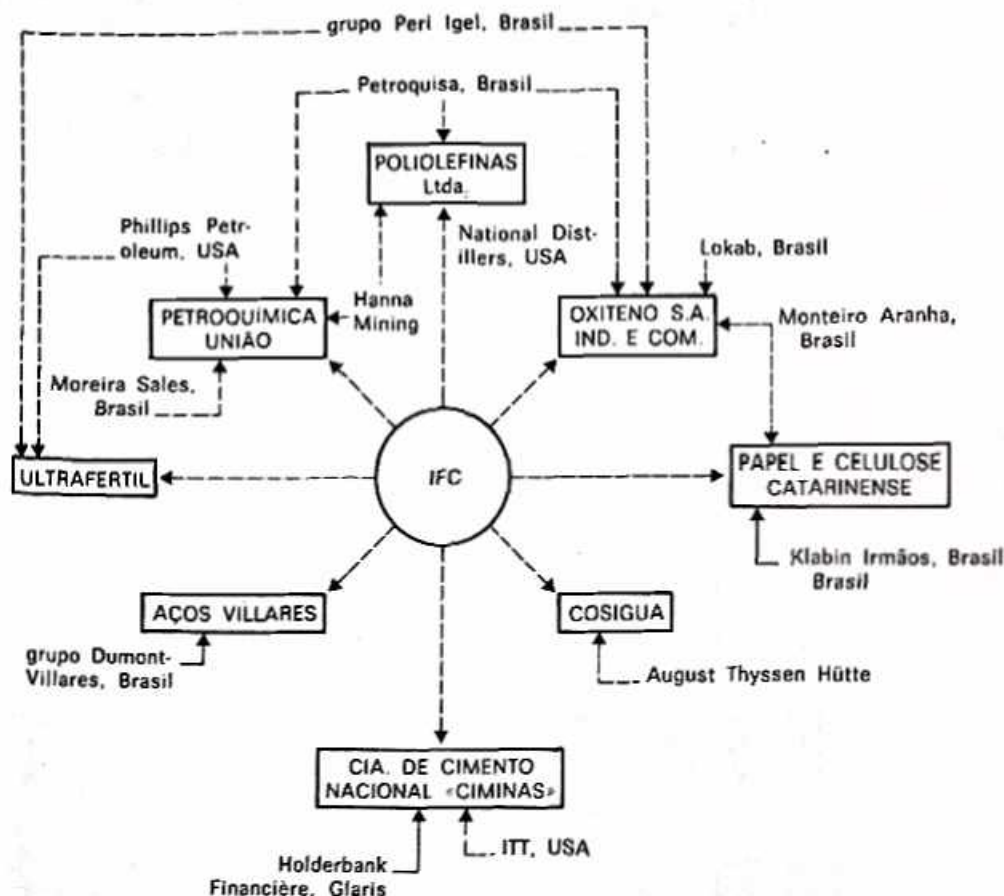 grupo Peri Igel, Brasil
Petroquisa, Brasil
POLIOLEFINAS
Ltda.
Phillips Petr-
oleum, USA
National Dist-
illers, USA
Lokab, Brasil
Hanna
Mining
PETROQUÍMICA
UNIÃO
OXITENO S.A.
IND. E COM.
Monteiro Aranha,
Brasil
Moreira Sales,
Brasil
ULTRAFERTIL
IFC
PAPEL E CELULOSE
CATARINENSE
Klabin Irmãos, Brasil
Brasil
AÇOS VILLARES
COSIGUA
grupo Dumont-
Villares, Brasil
August Thyssen Hütte
CIA. DE CIMENTO
NACIONAL «CIMINAS»
ITT, USA
Holderbank
Financière, Glaris